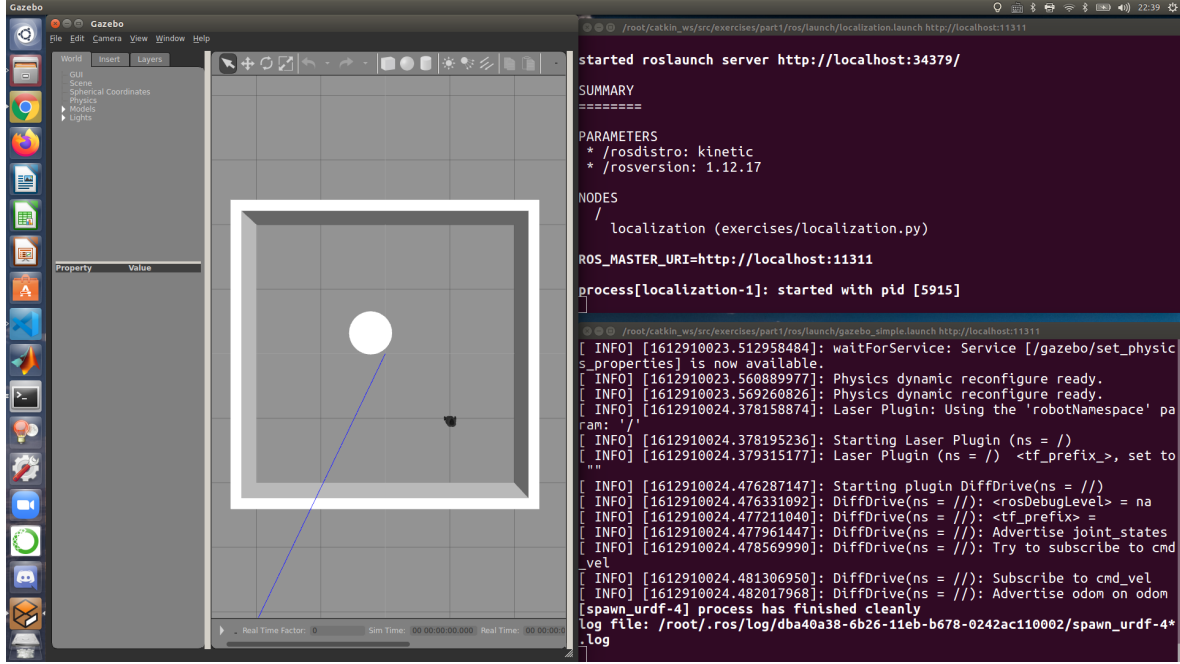 Gazebo
22:39
Gazebo
File Edit Camera View Window Help
World Insert Layers
GUI
Scene
Spherical Coordinates
Physics
Models
Lights
Property Value
Real Time Factor: 0 Sim Time: 00 00:00:00.000 Real Time: 00 00:00:0
/root/catkin_ws/src/exercises/part1/ros/launch/localization.launch http://localhost:11311
started roslaunch server http://localhost:34379/
SUMMARY
========
PARAMETERS
* /rosdistro: kinetic
* /rosversion: 1.12.17
NODES
/
localization (exercises/localization.py)
ROS_MASTER_URI=http://localhost:11311
process[localization-1]: started with pid [5915]
/root/catkin_ws/src/exercises/part1/ros/launch/gazebo_simple.launch http://localhost:11311
[ INFO] [1612910023.512958484]: waitForService: Service [/gazebo/set_physic
s_properties] is now available.
[ INFO] [1612910023.560889977]: Physics dynamic reconfigure ready.
[ INFO] [1612910023.569260826]: Physics dynamic reconfigure ready.
[ INFO] [1612910024.378158874]: Laser Plugin: Using the 'robotNamespace' pa
ram: '/'
[ INFO] [1612910024.378195236]: Starting Laser Plugin (ns = /)
[ INFO] [1612910024.379315177]: Laser Plugin (ns = /) <tf_prefix_>, set to
""
[ INFO] [1612910024.476287147]: Starting plugin DiffDrive(ns = //)
[ INFO] [1612910024.476331092]: DiffDrive(ns = //): <rosDebugLevel> = na
[ INFO] [1612910024.477211040]: DiffDrive(ns = //): <tf_prefix> =
[ INFO] [1612910024.477961447]: DiffDrive(ns = //): Advertise joint_states
[ INFO] [1612910024.478569990]: DiffDrive(ns = //): Try to subscribe to cmd
_vel
[ INFO] [1612910024.481306950]: DiffDrive(ns = //): Subscribe to cmd_vel
[ INFO] [1612910024.482017968]: DiffDrive(ns = //): Advertise odom on odom
[spawn_urdf-4] process has finished cleanly
log file: /root/.ros/log/dba40a38-6b26-11eb-b678-0242ac110002/spawn_urdf-4*
.log